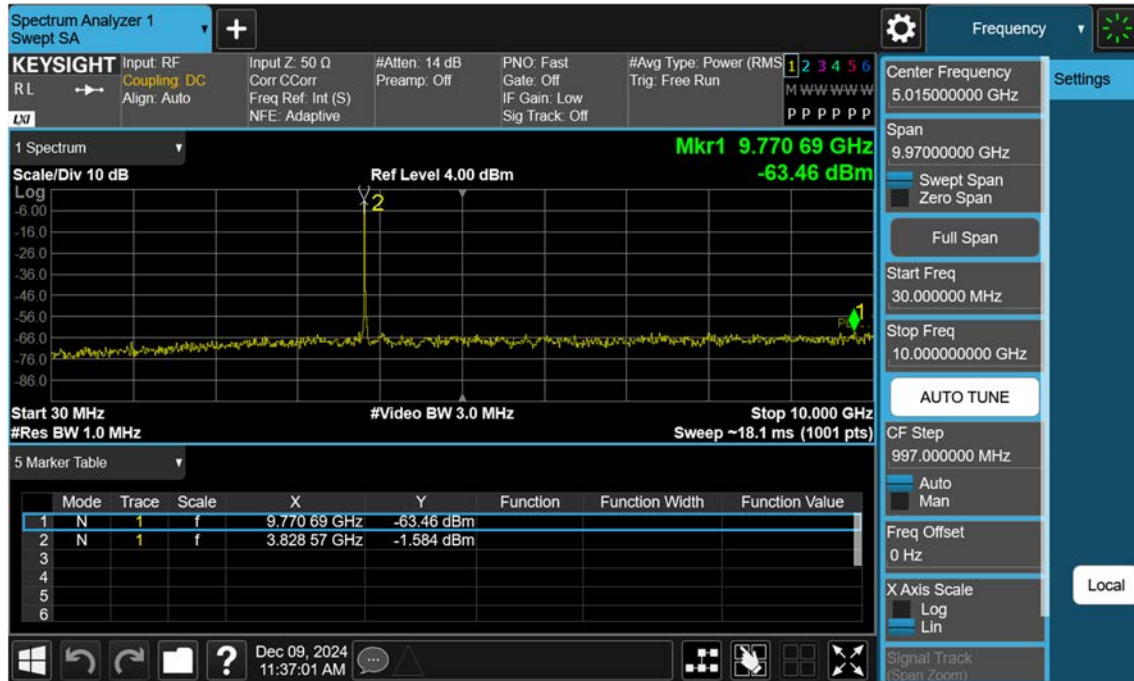 Spectrum Analyzer 1
Swept SA
Frequency
KEYSIGHT
R L
LXI
Input: RF
Coupling: DC
Align: Auto
Input Z: 50 Ω
Corr CCorr
Freq Ref: Int (S)
NFE: Adaptive
#Atten: 14 dB
Preamp: Off
PNO: Fast
Gate: Off
IF Gain: Low
Sig Track: Off
#Avg Type: Power (RMS
Trig: Free Run
1 2 3 4 5 6
M W W W W W
P P P P P P
1 Spectrum
Scale/Div 10 dB
Ref Level 4.00 dBm
Mkr1 9.770 69 GHz
-63.46 dBm
Log
2
-6.00
-16.0
-26.0
-36.0
-46.0
-56.0
1
-66.0
-76.0
-86.0
Start 30 MHz
#Video BW 3.0 MHz
Stop 10.000 GHz
#Res BW 1.0 MHz
Sweep ~18.1 ms (1001 pts)
5 Marker Table
Mode Trace Scale X Y Function Function Width Function Value
1 N 1 f 9.770 69 GHz -63.46 dBm
2 N 1 f 3.828 57 GHz -1.584 dBm
3
4
5
6
Dec 09, 2024
11:37:01 AM
Center Frequency
5.015000000 GHz
Span
9.97000000 GHz
Swept Span
Zero Span
Full Span
Start Freq
30.000000 MHz
Stop Freq
10.000000000 GHz
AUTO TUNE
CF Step
997.000000 MHz
Auto
Man
Freq Offset
0 Hz
X Axis Scale
Log
Lin
Signal Track
(Span Zoom)
Settings
Local